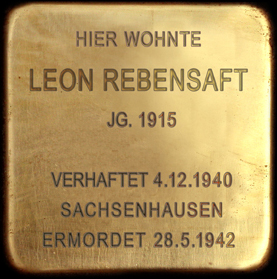 HIER WOHNTE
LEON REBENSAFT
JG. 1915
VERHAFTET 4.12.1940
SACHSENHAUSEN
ERMORDET 28.5.1942